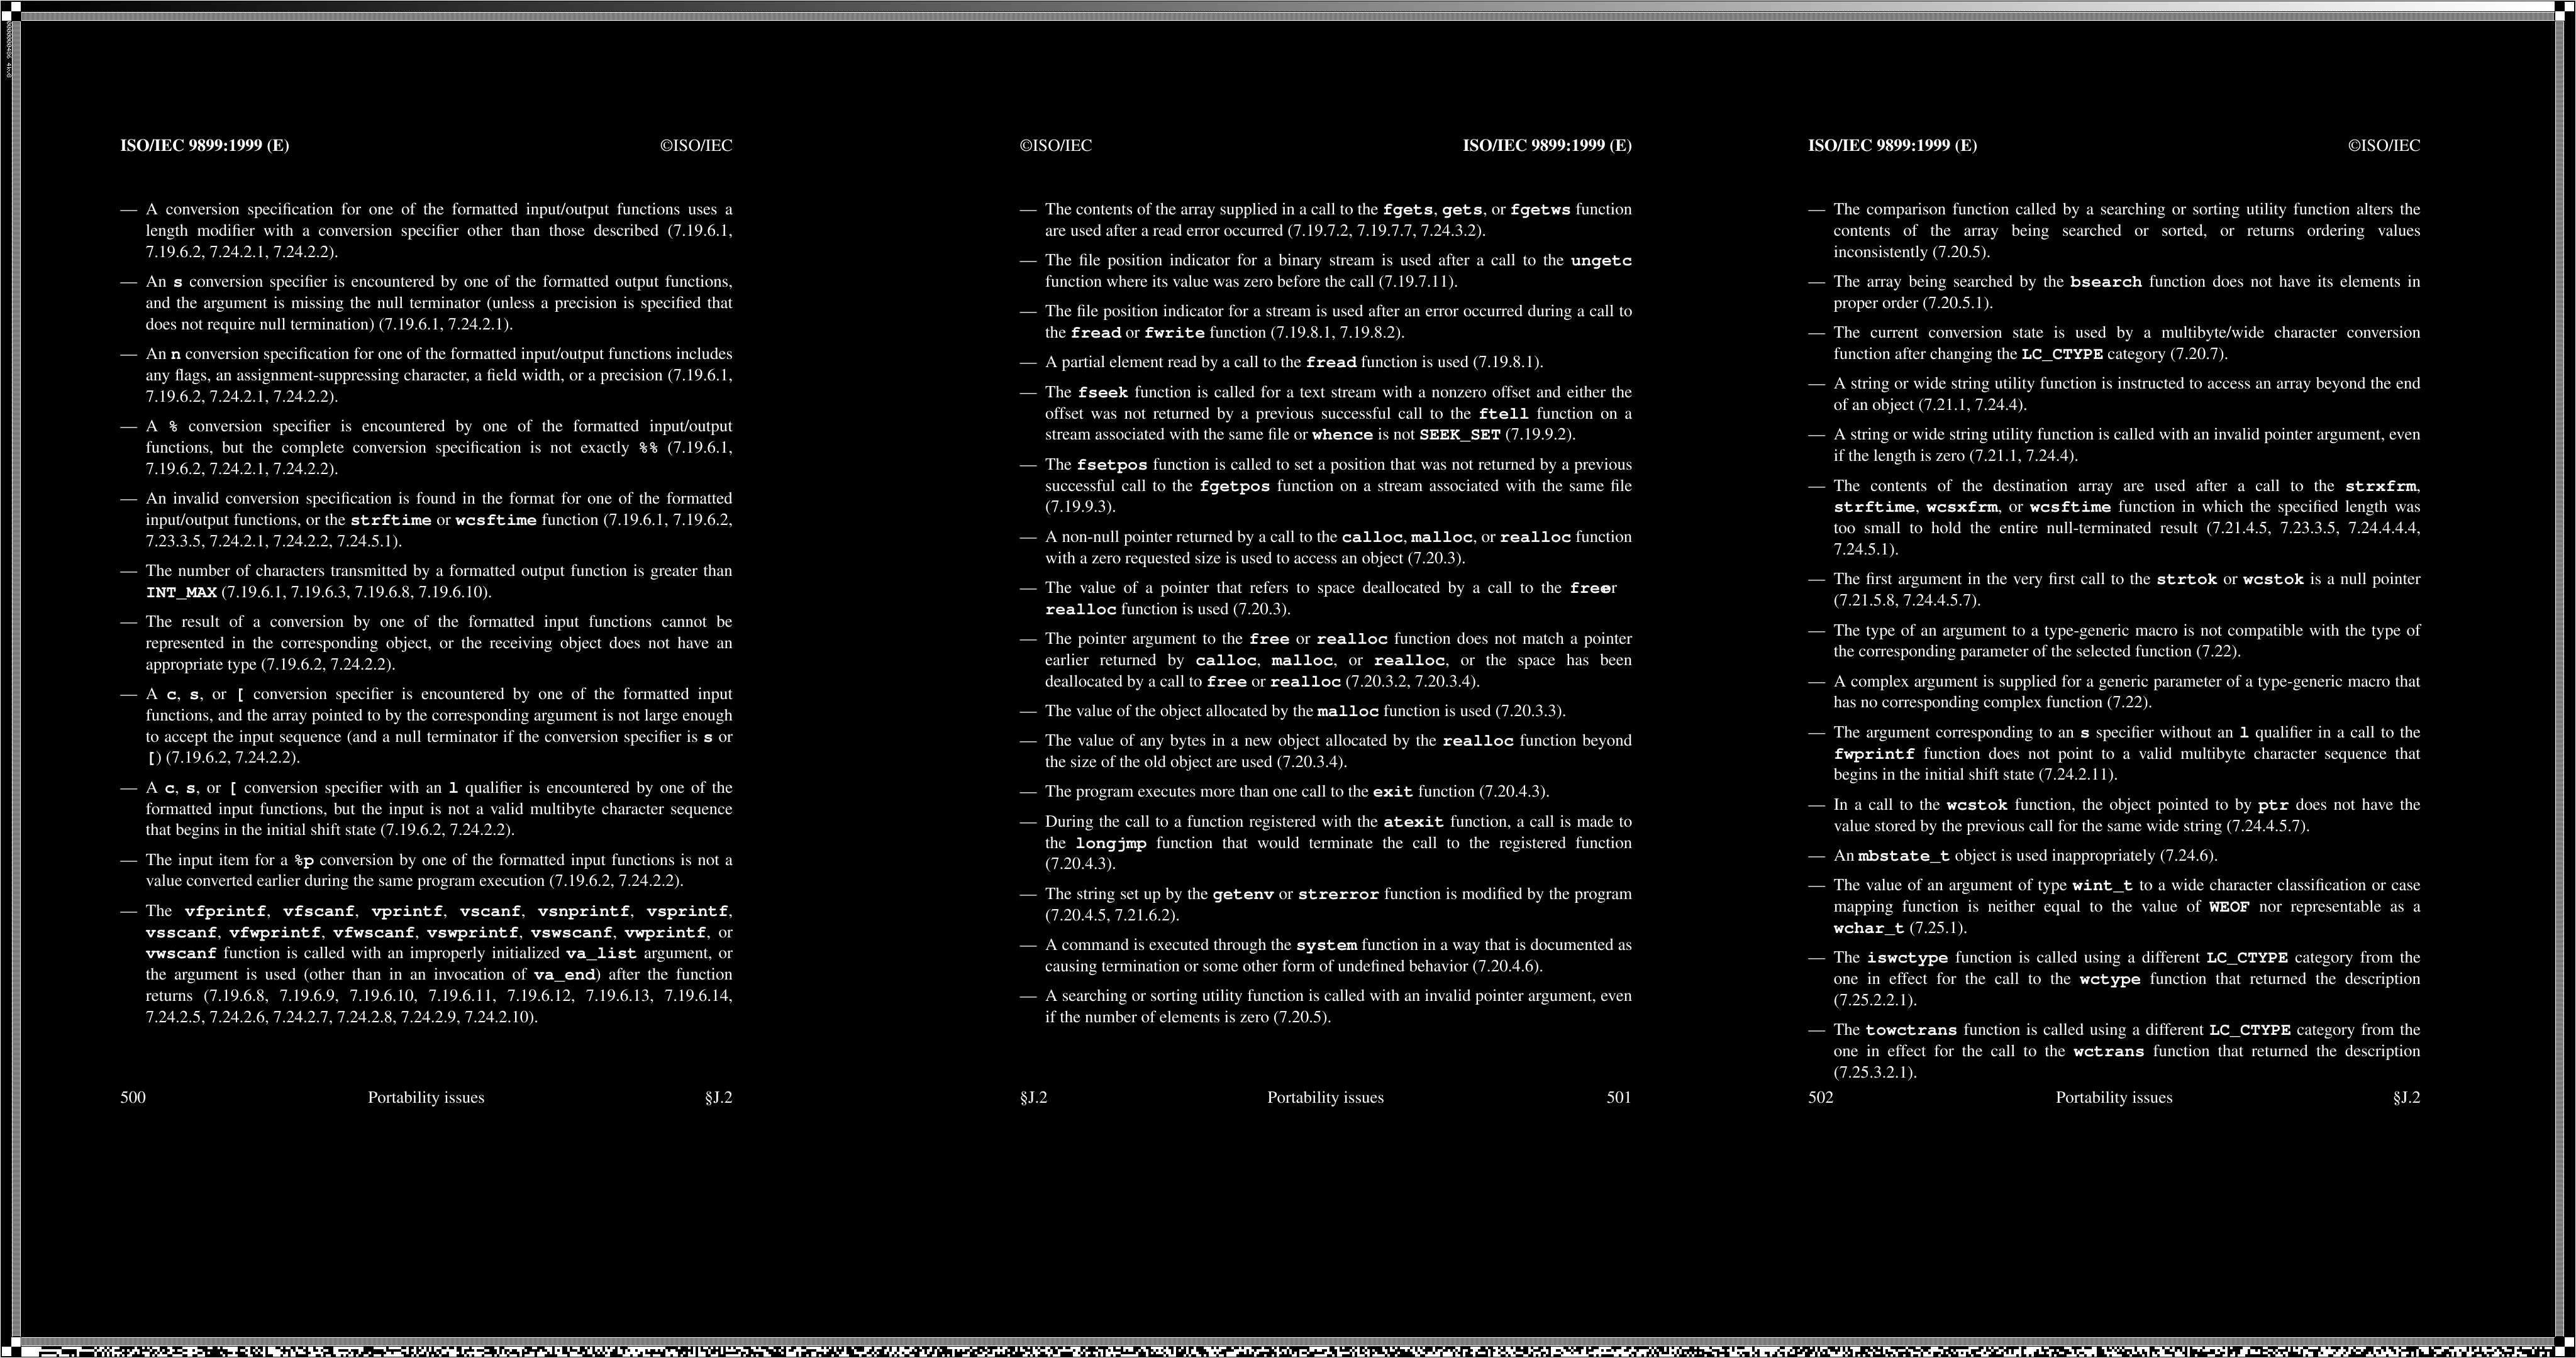 ISO/IEC 9899:1999 (E) ©ISO/IEC
— A conversion specification for one of the formatted input/output functions uses a
length modifier with a conversion specifier other than those described (7.19.6.1,
7.19.6.2, 7.24.2.1, 7.24.2.2).
— An s conversion specifier is encountered by one of the formatted output functions,
and the argument is missing the null terminator (unless a precision is specified that
does not require null termination) (7.19.6.1, 7.24.2.1).
— An n conversion specification for one of the formatted input/output functions includes
any flags, an assignment-suppressing character, a field width, or a precision (7.19.6.1,
7.19.6.2, 7.24.2.1, 7.24.2.2).
— A % conversion specifier is encountered by one of the formatted input/output
functions, but the complete conversion specification is not exactly %% (7.19.6.1,
7.19.6.2, 7.24.2.1, 7.24.2.2).
— An invalid conversion specification is found in the format for one of the formatted
input/output functions, or the strftime or wcsftime function (7.19.6.1, 7.19.6.2,
7.23.3.5, 7.24.2.1, 7.24.2.2, 7.24.5.1).
— The number of characters transmitted by a formatted output function is greater than
INT_MAX (7.19.6.1, 7.19.6.3, 7.19.6.8, 7.19.6.10).
— The result of a conversion by one of the formatted input functions cannot be
represented in the corresponding object, or the receiving object does not have an
appropriate type (7.19.6.2, 7.24.2.2).
— A c, s, or [ conversion specifier is encountered by one of the formatted input
functions, and the array pointed to by the corresponding argument is not large enough
to accept the input sequence (and a null terminator if the conversion specifier is s or
[) (7.19.6.2, 7.24.2.2).
— A c, s, or [ conversion specifier with an l qualifier is encountered by one of the
formatted input functions, but the input is not a valid multibyte character sequence
that begins in the initial shift state (7.19.6.2, 7.24.2.2).
— The input item for a %p conversion by one of the formatted input functions is not a
value converted earlier during the same program execution (7.19.6.2, 7.24.2.2).
— The vfprintf, vfscanf, vprintf, vscanf, vsnprintf, vsprintf,
vsscanf, vfwprintf, vfwscanf, vswprintf, vswscanf, vwprintf, or
vwscanf function is called with an improperly initialized va_list argument, or
the argument is used (other than in an invocation of va_end) after the function
returns (7.19.6.8, 7.19.6.9, 7.19.6.10, 7.19.6.11, 7.19.6.12, 7.19.6.13, 7.19.6.14,
7.24.2.5, 7.24.2.6, 7.24.2.7, 7.24.2.8, 7.24.2.9, 7.24.2.10).
500 Portability issues §J.2
©ISO/IEC ISO/IEC 9899:1999 (E)
— The contents of the array supplied in a call to the fgets, gets, or fgetws function
are used after a read error occurred (7.19.7.2, 7.19.7.7, 7.24.3.2).
— The file position indicator for a binary stream is used after a call to the ungetc
function where its value was zero before the call (7.19.7.11).
— The file position indicator for a stream is used after an error occurred during a call to
the fread or fwrite function (7.19.8.1, 7.19.8.2).
— A partial element read by a call to the fread function is used (7.19.8.1).
— The fseek function is called for a text stream with a nonzero offset and either the
offset was not returned by a previous successful call to the ftell function on a
stream associated with the same file or whence is not SEEK_SET (7.19.9.2).
— The fsetpos function is called to set a position that was not returned by a previous
successful call to the fgetpos function on a stream associated with the same file
(7.19.9.3).
— A non-null pointer returned by a call to the calloc, malloc, or realloc function
with a zero requested size is used to access an object (7.20.3).
— The value of a pointer that refers to space deallocated by a call to the free or
realloc function is used (7.20.3).
— The pointer argument to the free or realloc function does not match a pointer
earlier returned by calloc, malloc, or realloc, or the space has been
deallocated by a call to free or realloc (7.20.3.2, 7.20.3.4).
— The value of the object allocated by the malloc function is used (7.20.3.3).
— The value of any bytes in a new object allocated by the realloc function beyond
the size of the old object are used (7.20.3.4).
— The program executes more than one call to the exit function (7.20.4.3).
— During the call to a function registered with the atexit function, a call is made to
the longjmp function that would terminate the call to the registered function
(7.20.4.3).
— The string set up by the getenv or strerror function is modified by the program
(7.20.4.5, 7.21.6.2).
— A command is executed through the system function in a way that is documented as
causing termination or some other form of undefined behavior (7.20.4.6).
— A searching or sorting utility function is called with an invalid pointer argument, even
if the number of elements is zero (7.20.5).
§J.2 Portability issues 501
ISO/IEC 9899:1999 (E) ©ISO/IEC
— The comparison function called by a searching or sorting utility function alters the
contents of the array being searched or sorted, or returns ordering values
inconsistently (7.20.5).
— The array being searched by the bsearch function does not have its elements in
proper order (7.20.5.1).
— The current conversion state is used by a multibyte/wide character conversion
function after changing the LC_CTYPE category (7.20.7).
— A string or wide string utility function is instructed to access an array beyond the end
of an object (7.21.1, 7.24.4).
— A string or wide string utility function is called with an invalid pointer argument, even
if the length is zero (7.21.1, 7.24.4).
— The contents of the destination array are used after a call to the strxfrm,
strftime, wcsxfrm, or wcsftime function in which the specified length was
too small to hold the entire null-terminated result (7.21.4.5, 7.23.3.5, 7.24.4.4.4,
7.24.5.1).
— The first argument in the very first call to the strtok or wcstok is a null pointer
(7.21.5.8, 7.24.4.5.7).
— The type of an argument to a type-generic macro is not compatible with the type of
the corresponding parameter of the selected function (7.22).
— A complex argument is supplied for a generic parameter of a type-generic macro that
has no corresponding complex function (7.22).
— The argument corresponding to an s specifier without an l qualifier in a call to the
fwprintf function does not point to a valid multibyte character sequence that
begins in the initial shift state (7.24.2.11).
— In a call to the wcstok function, the object pointed to by ptr does not have the
value stored by the previous call for the same wide string (7.24.4.5.7).
— An mbstate_t object is used inappropriately (7.24.6).
— The value of an argument of type wint_t to a wide character classification or case
mapping function is neither equal to the value of WEOF nor representable as a
wchar_t (7.25.1).
— The iswctype function is called using a different LC_CTYPE category from the
one in effect for the call to the wctype function that returned the description
(7.25.2.2.1).
— The towctrans function is called using a different LC_CTYPE category from the
one in effect for the call to the wctrans function that returned the description
(7.25.3.2.1).
502 Portability issues §J.2